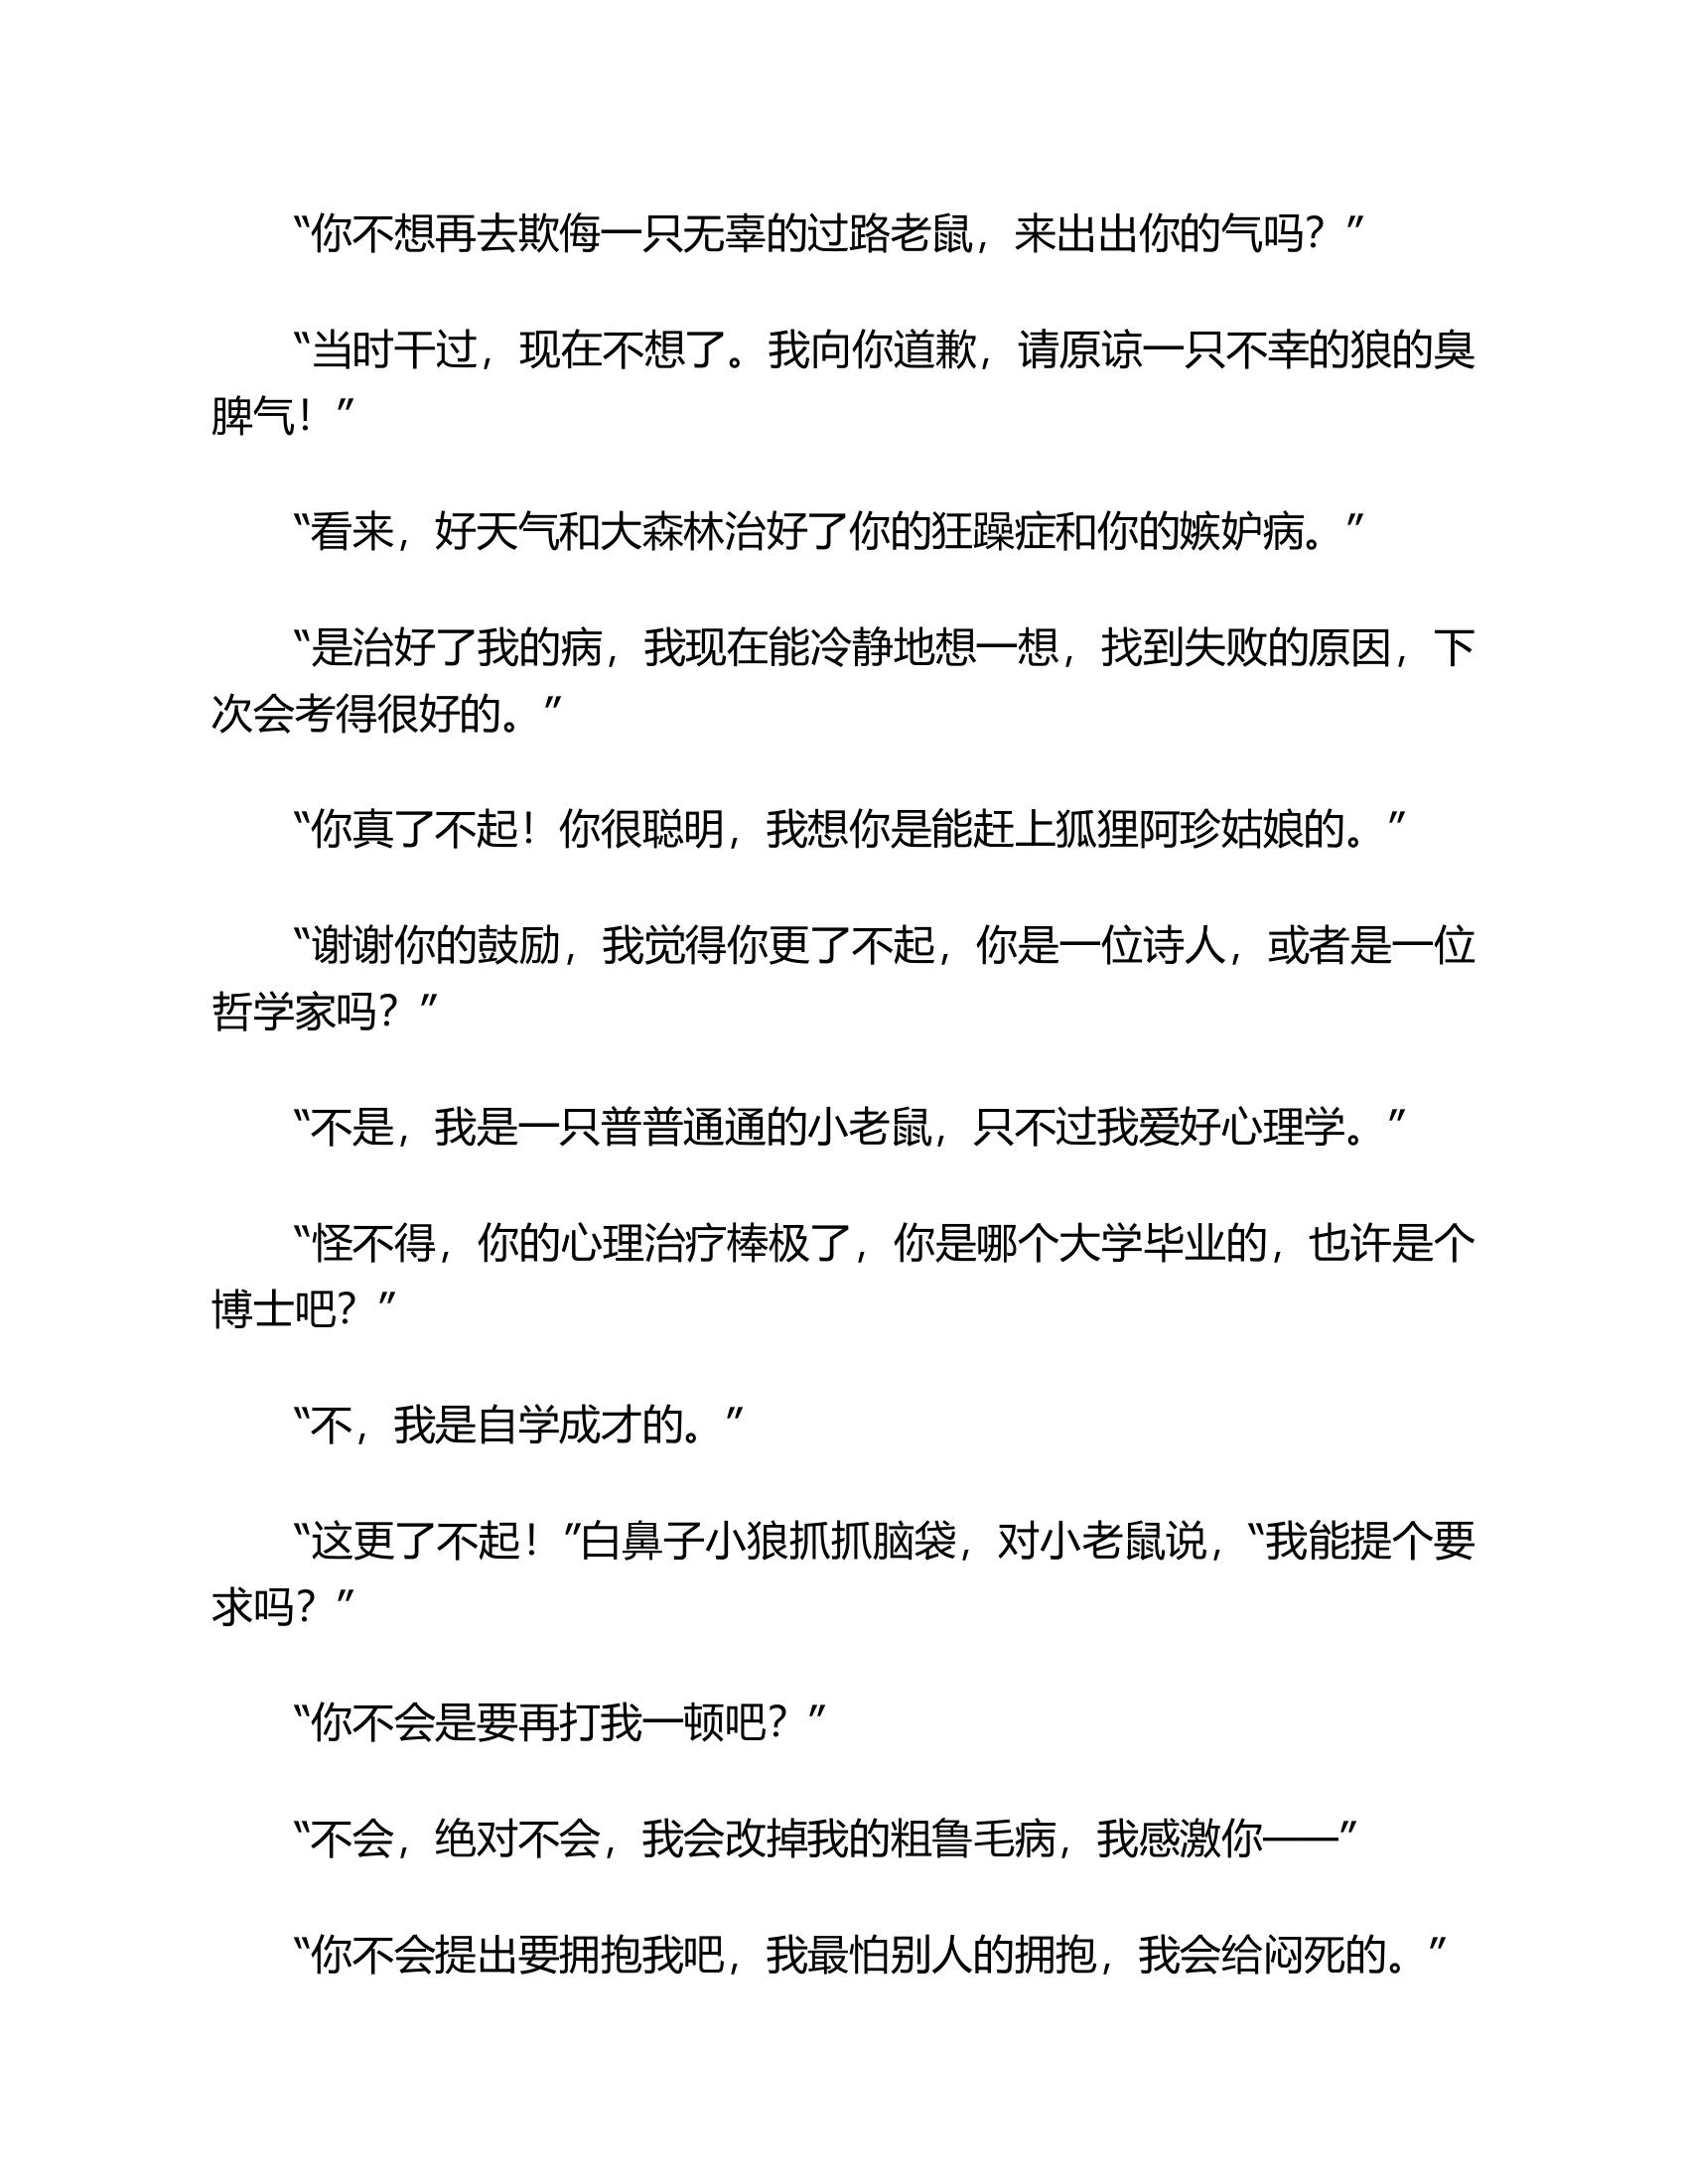 “你不想再去欺侮一只无辜的过路老鼠，来出出你的气吗？”
“当时干过，现在不想了。我向你道歉，请原谅一只不幸的狼的臭
脾气！”
“看来，好天气和大森林治好了你的狂躁症和你的嫉妒病。”
“是治好了我的病，我现在能冷静地想一想，找到失败的原因，下
次会考得很好的。”
“你真了不起！你很聪明，我想你是能赶上狐狸阿珍姑娘的。”
“谢谢你的鼓励，我觉得你更了不起，你是一位诗人，或者是一位
哲学家吗？”
“不是，我是一只普普通通的小老鼠，只不过我爱好心理学。”
“怪不得，你的心理治疗棒极了，你是哪个大学毕业的，也许是个
博士吧？”
“不，我是自学成才的。”
“这更了不起！”白鼻子小狼抓抓脑袋，对小老鼠说，“我能提个要
求吗？”
“你不会是要再打我一顿吧？”
“不会，绝对不会，我会改掉我的粗鲁毛病，我感激你——”
“你不会提出要拥抱我吧，我最怕别人的拥抱，我会给闷死的。”